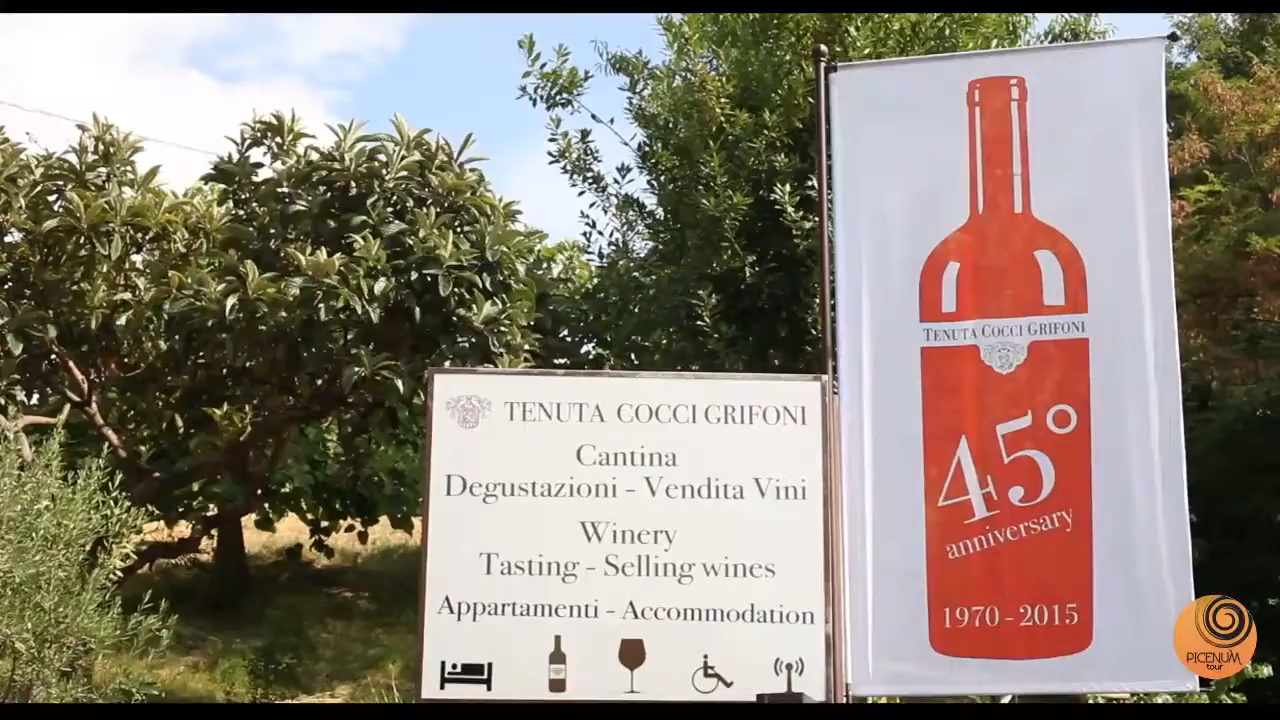 TENUTA COCCI GRIFONI
Cantina
Degustazioni - Vendita Vini
Winery
Tasting - Selling wines
Appartamenti - Accommodation
TENUTA COCCI GRIFONI
45°
anniversary
1970 - 2015
PICENUM
tour